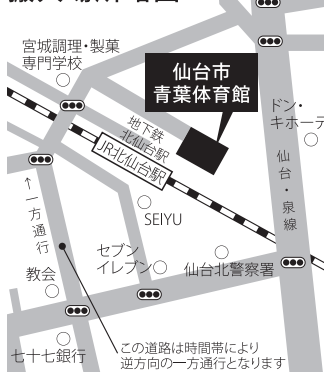 宮城調理・製菓
専門学校
仙台市
青葉体育館
ドン・
キホーテ
地下鉄
北仙台駅
JR北仙台駅
仙台・泉線
↑一方通行
SEIYU
セブン
イレブン
仙台北警察署
教会
七十七銀行
この道路は時間帯により
逆方向の一方通行となります